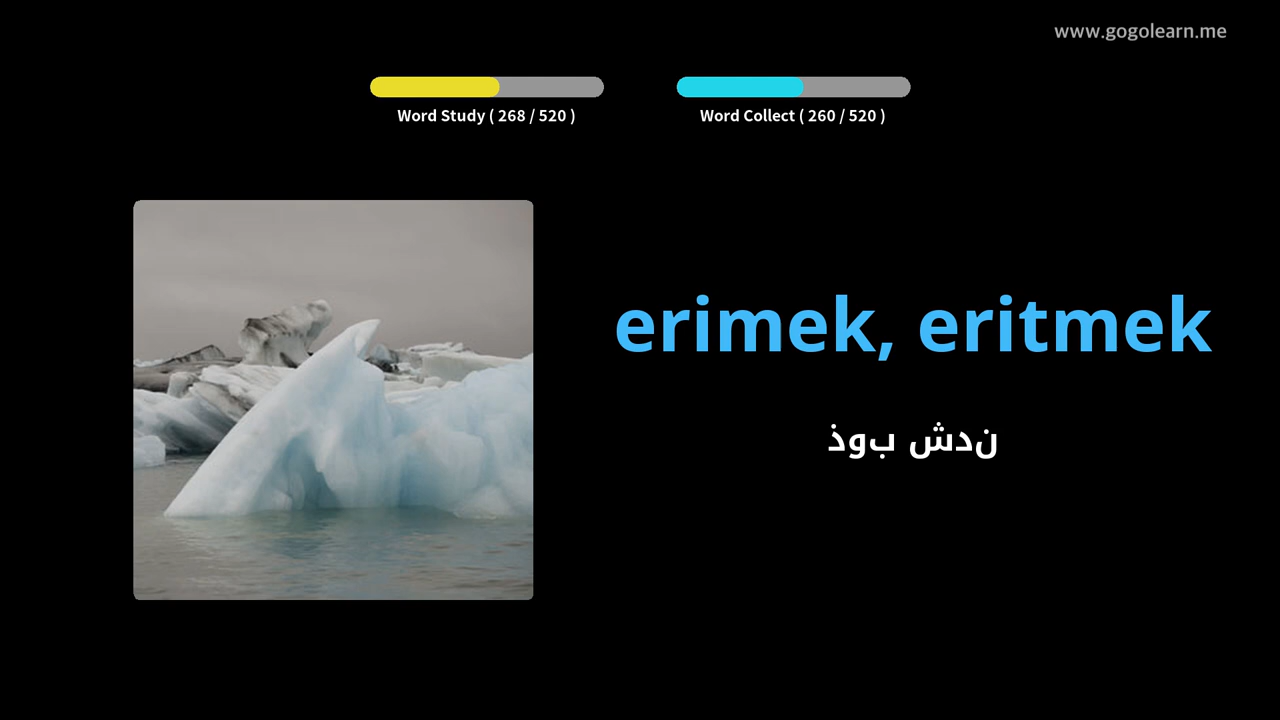 www.gogolearn.me
Word Study ( 268 / 520 )
Word Collect ( 260 / 520 )
erimek, eritmek
ذوب شدن